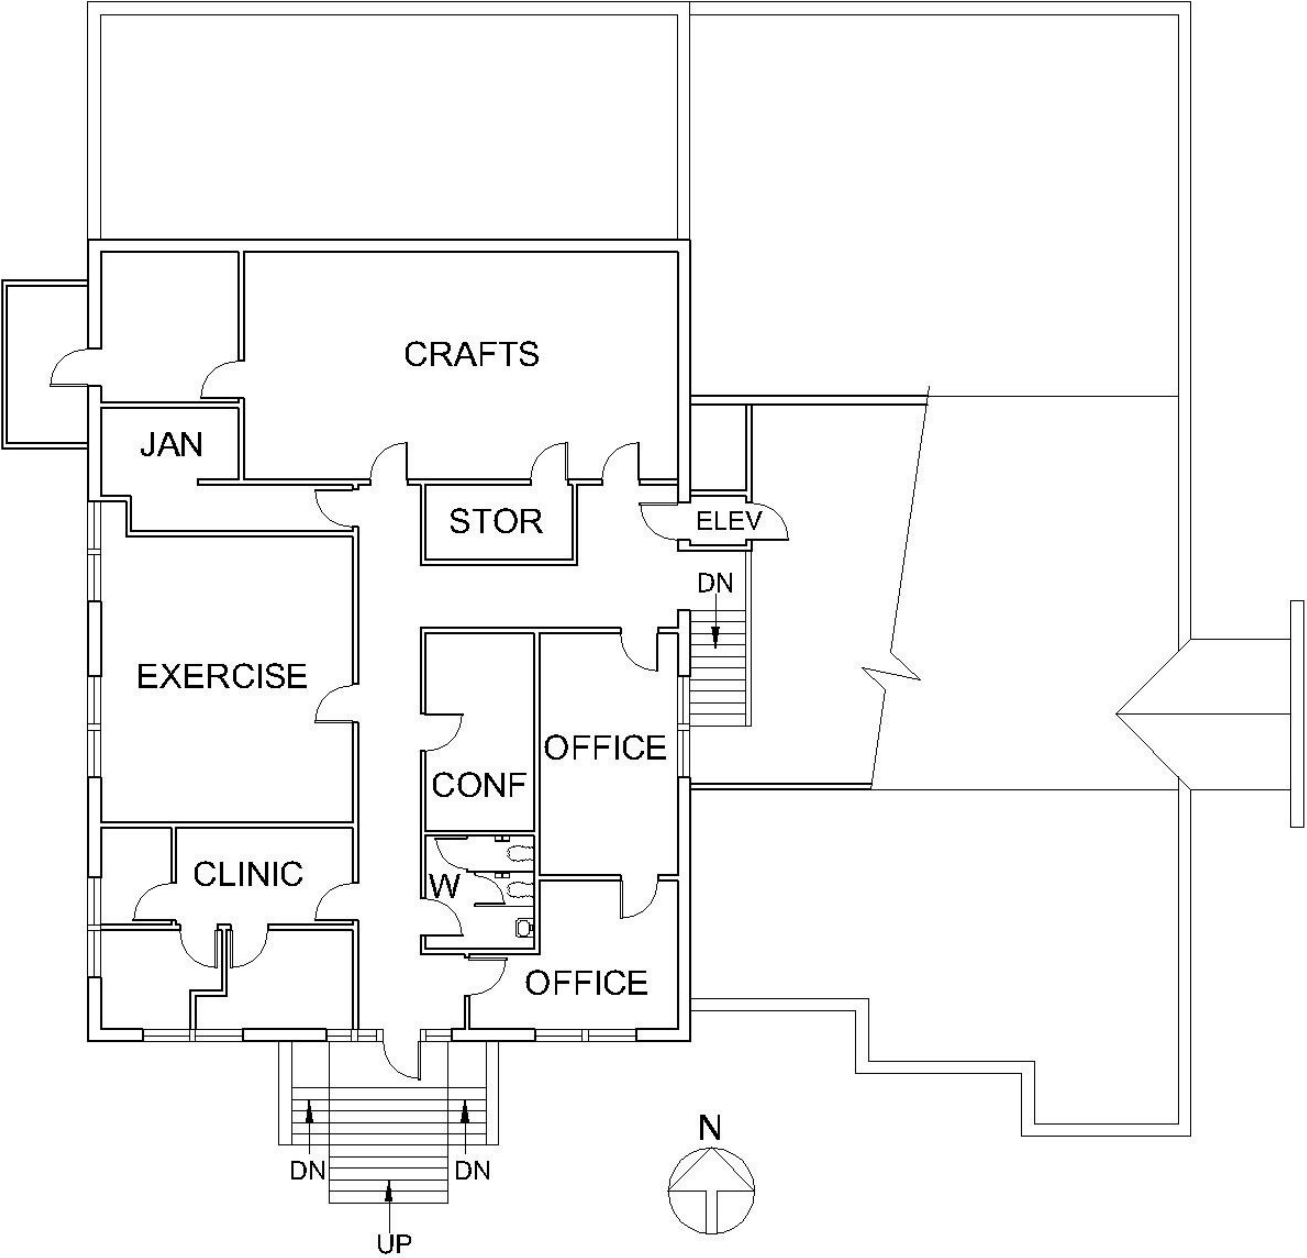 CRAFTS
JAN
STOR
ELEV
DN
EXERCISE
OFFICE
CONF
CLINIC
W
OFFICE
N
DN
DN
UP